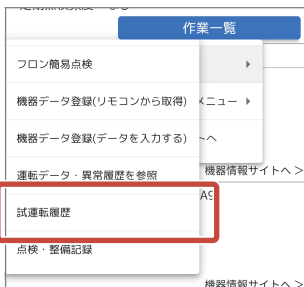 作業一覧
フロン簡易点検
機器データ登録(リモコンから取得)
メニュー
機器データ登録(データを入力する)
トへ
運転データ・異常履歴を参照
機器情報サイトへ >
試運転履歴
点検・整備記録
機器情報サイトへ >